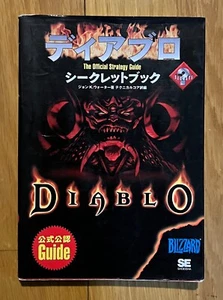 ディアブロ
The Official Strategy Guide
シークレットブック
ジョン K.ウォーター著 テクニカルコア訳編
DIABLO
公式公認
Guide
BLIZZARD
SE